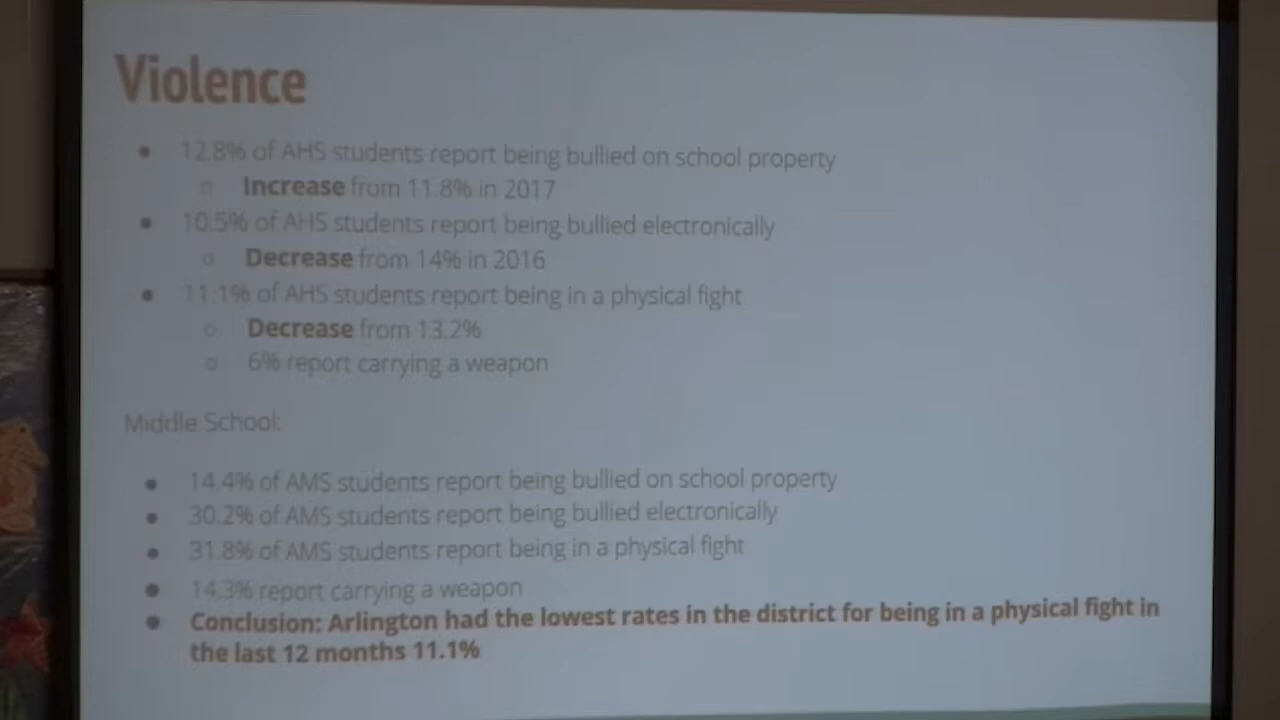 Violence
● 12.8% of AHS students report being bullied on school property
○ Increase from 11.8% in 2017
● 10.5% of AHS students report being bullied electronically
○ Decrease from 14% in 2016
● 11.1% of AHS students report being in a physical fight
○ Decrease from 13.2%
○ 6% report carrying a weapon
Middle School:
● 14.4% of AMS students report being bullied on school property
● 30.2% of AMS students report being bullied electronically
● 31.8% of AMS students report being in a physical fight
● 14.3% report carrying a weapon
● Conclusion: Arlington had the lowest rates in the district for being in a physical fight in
the last 12 months 11.1%